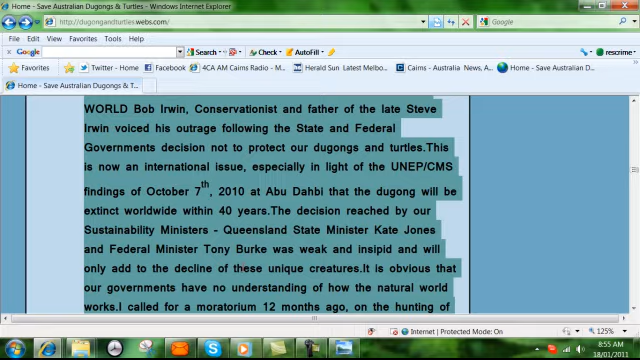 Home - Save Australian Dugongs & Turtles - Windows Internet Explorer
http://dugongandturtles.webs.com/
Google
File Edit View Favorites Tools Help
Google Search More Check AutoFill rescrime
Favorites Twitter - Home Facebook 4CA AM Cairns Radio - M... Herald Sun Latest Melbo... Cairns - Australia News, A... Home - Save Australian D...
Home - Save Australian Dugongs & Turtles
WORLD Bob Irwin, Conservationist and father of the late Steve
Irwin voiced his outrage following the State and Federal
Governments decision not to protect our dugongs and turtles.This
is now an international issue, especially in light of the UNEP/CMS
findings of October 7th, 2010 at Abu Dahbi that the dugong will be
extinct worldwide within 40 years.The decision reached by our
Sustainability Ministers - Queensland State Minister Kate Jones
and Federal Minister Tony Burke was weak and insipid and will
only add to the decline of these unique creatures.It is obvious that
our governments have no understanding of how the natural world
works.I called for a moratorium 12 months ago, on the hunting of
Internet | Protected Mode: On 125%
8:55 AM
18/01/2011